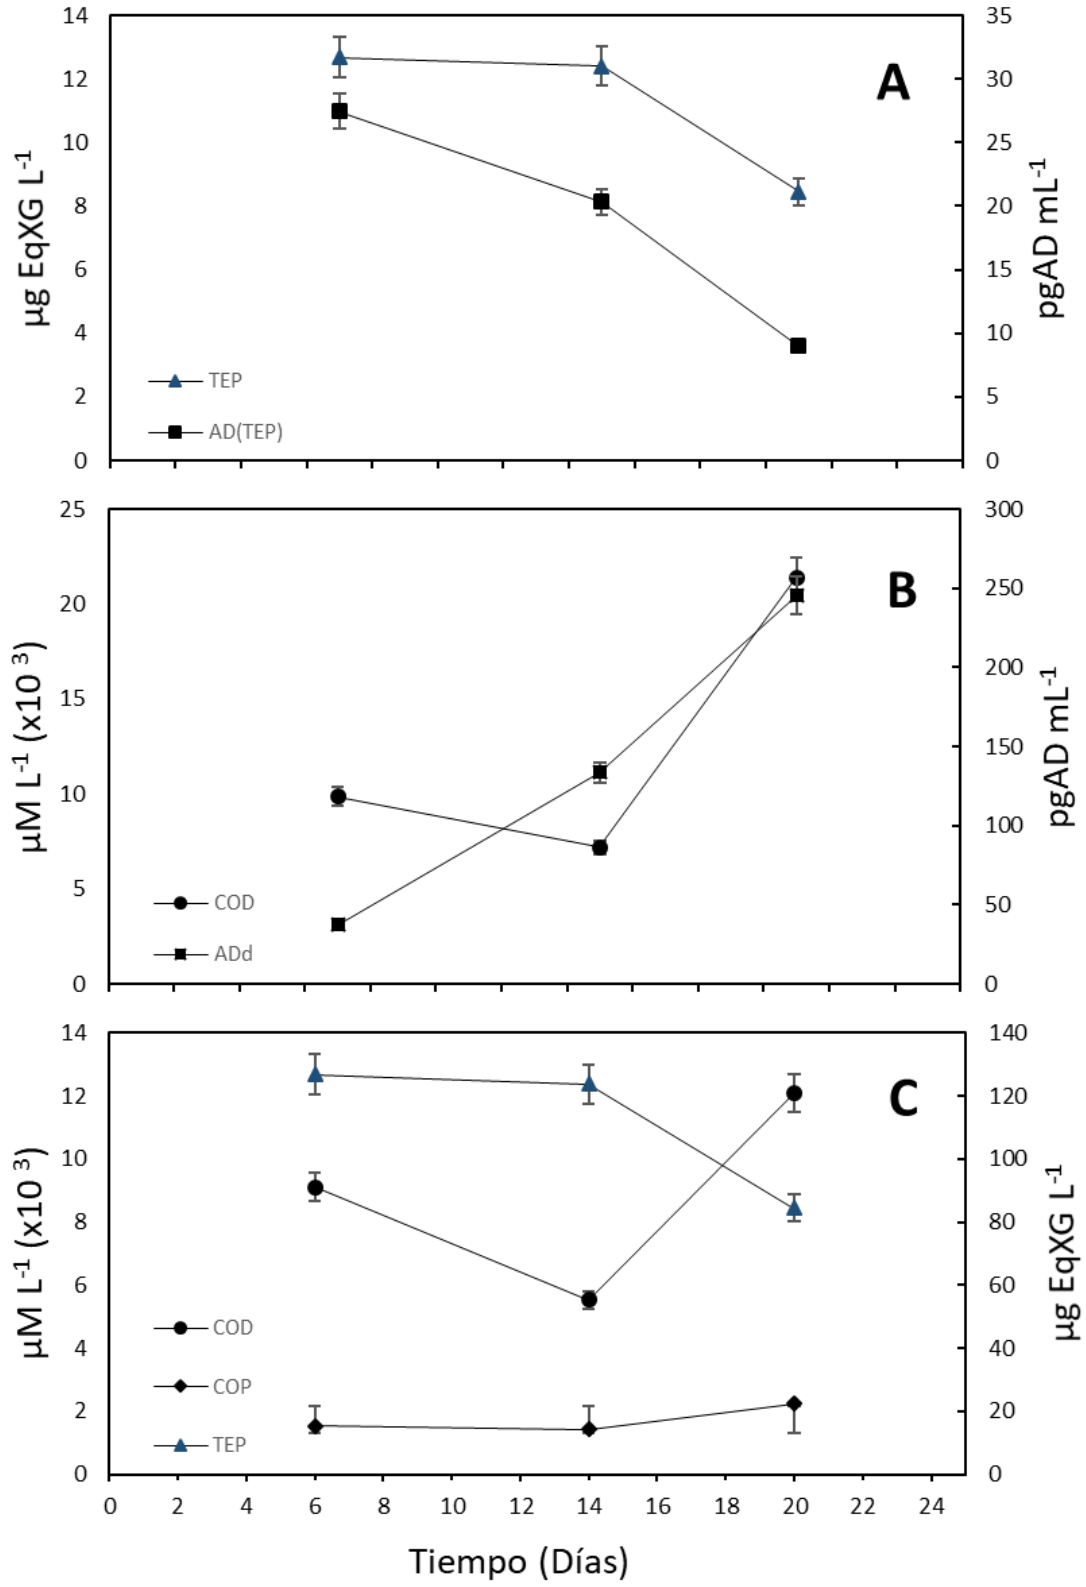 A
µg EqXG L-1
14
12
10
8
6
4
2
0
35
30
25
20
15
10
5
0
pgAD mL-1
TEP
AD(TEP)
B
µM L-1 (x10 3)
25
20
15
10
5
0
300
250
200
150
100
50
0
pgAD mL-1
COD
ADd
C
µM L-1 (x10 3)
14
12
10
8
6
4
2
0
140
120
100
80
60
40
20
0
µg EqXG L-1
COD
COP
TEP
0 2 4 6 8 10 12 14 16 18 20 22 24
Tiempo (Días)